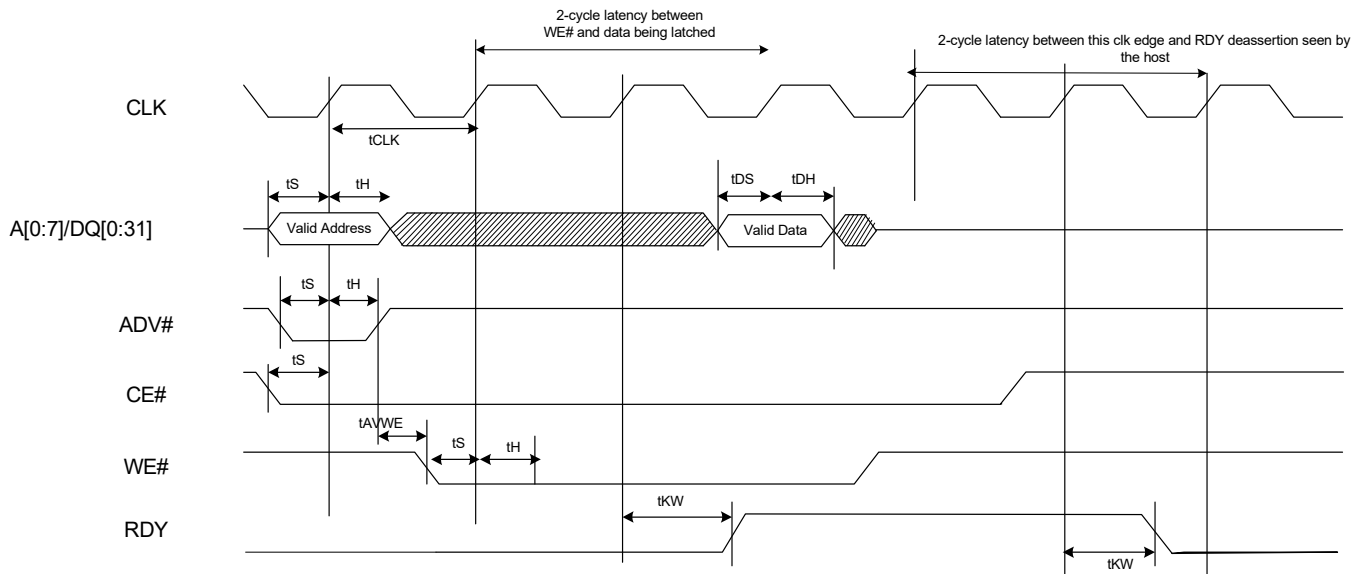 2-cycle latency between
WE# and data being latched
2-cycle latency between this clk edge and RDY deassertion seen by
the host
CLK
tCLK
tS
tH
tDS
tDH
A[0:7]/DQ[0:31]
Valid Address
Valid Data
tS
tH
ADV#
tS
CE#
tAVWE
tS
tH
WE#
tKW
RDY
tKW